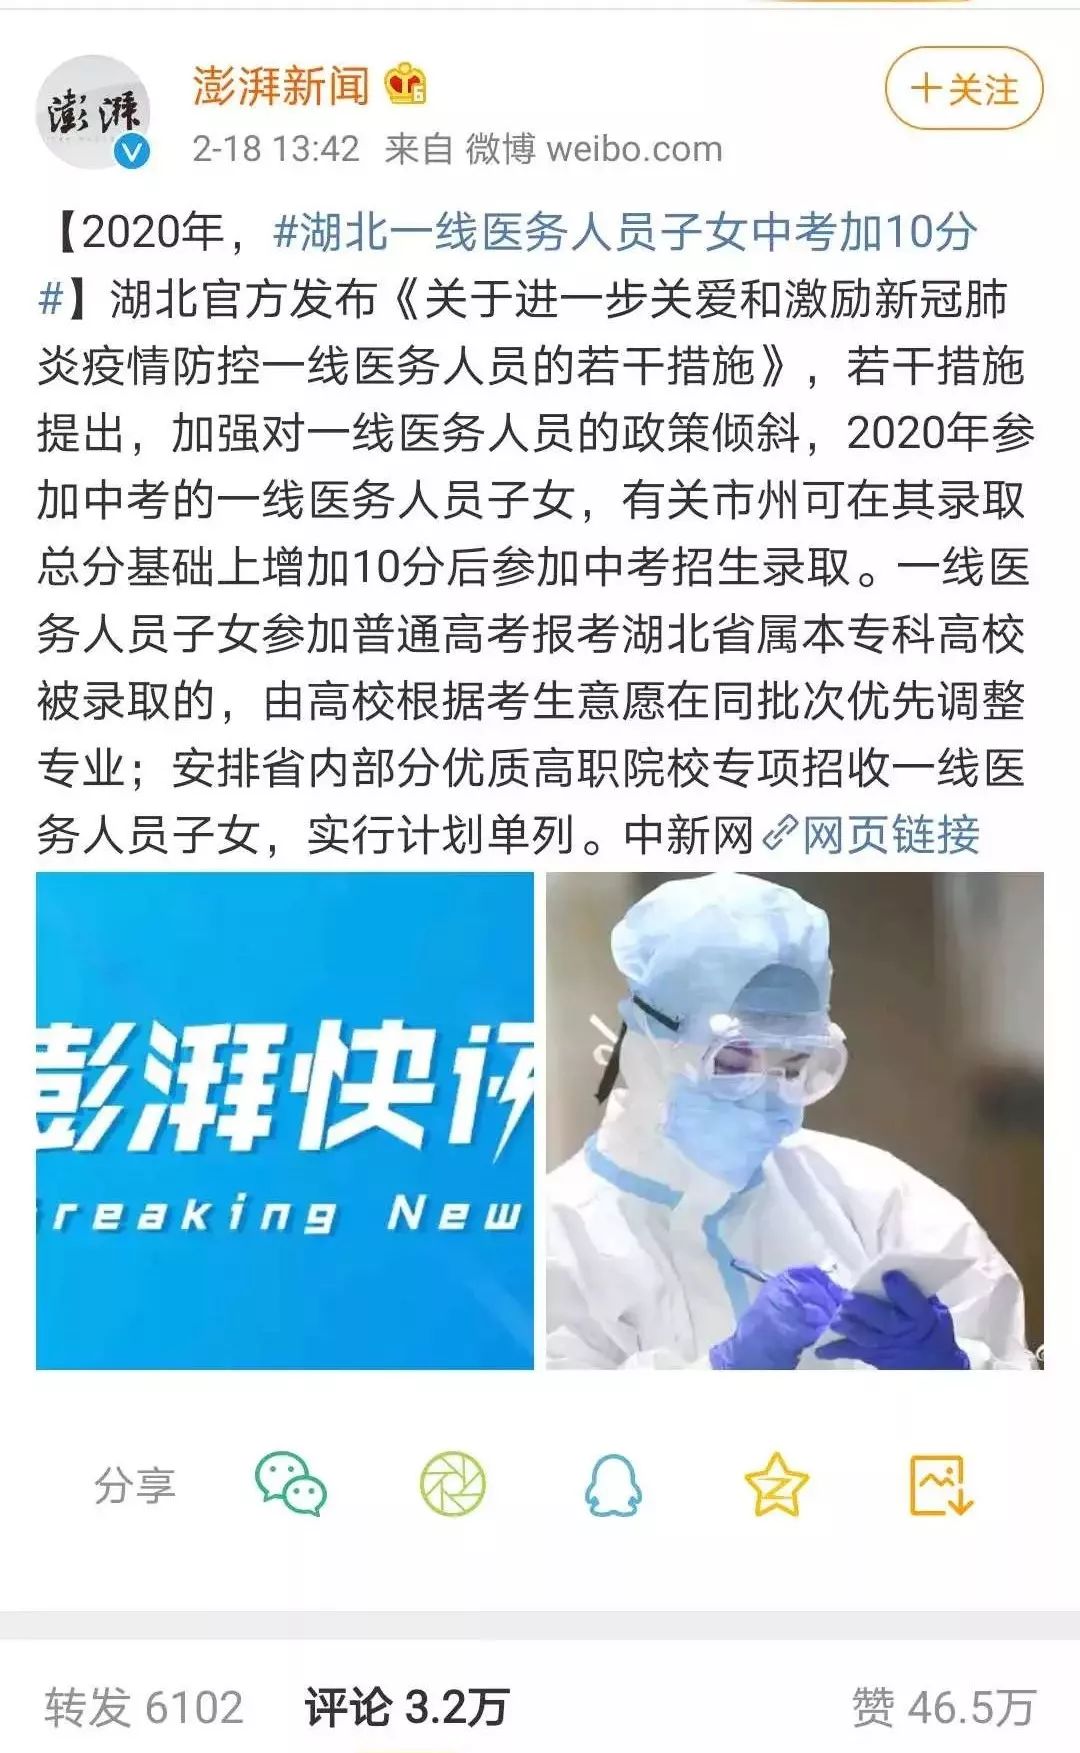 澎湃
澎湃新闻
+关注
2-18 13:42 来自 微博 weibo.com
【2020年，#湖北一线医务人员子女中考加10分
#】湖北官方发布《关于进一步关爱和激励新冠肺
炎疫情防控一线医务人员的若干措施》，若干措施
提出，加强对一线医务人员的政策倾斜，2020年参
加中考的一线医务人员子女，有关市州可在其录取
总分基础上增加10分后参加中考招生录取。一线医
务人员子女参加普通高考报考湖北省属本专科高校
被录取的，由高校根据考生意愿在同批次优先调整
专业；安排省内部分优质高职院校专项招收一线医
务人员子女，实行计划单列。中新网 网页链接
澎湃快讯
reaking New
分享
转发 6102 评论 3.2万 赞 46.5万